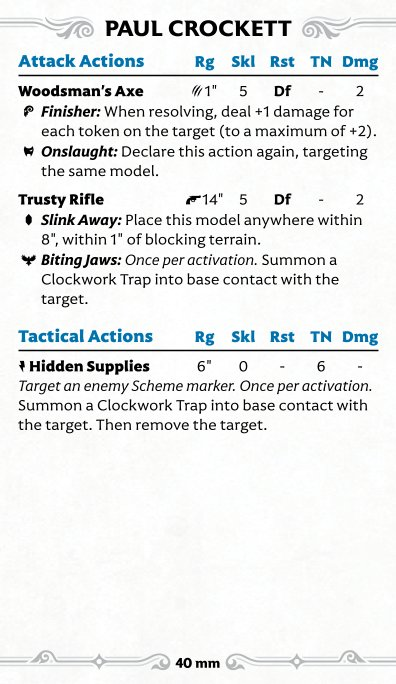 PAUL CROCKETT
Attack Actions Rg Skl Rst TN Dmg
Woodsman's Axe 1" 5 Df - 2
Finisher: When resolving, deal +1 damage for
each token on the target (to a maximum of +2).
Onslaught: Declare this action again, targeting
the same model.
Trusty Rifle 14" 5 Df - 2
Slink Away: Place this model anywhere within
8", within 1" of blocking terrain.
Biting Jaws: Once per activation. Summon a
Clockwork Trap into base contact with the
target.
Tactical Actions Rg Skl Rst TN Dmg
Hidden Supplies 6" 0 - 6 -
Target an enemy Scheme marker. Once per activation.
Summon a Clockwork Trap into base contact with
the target. Then remove the target.
40 mm